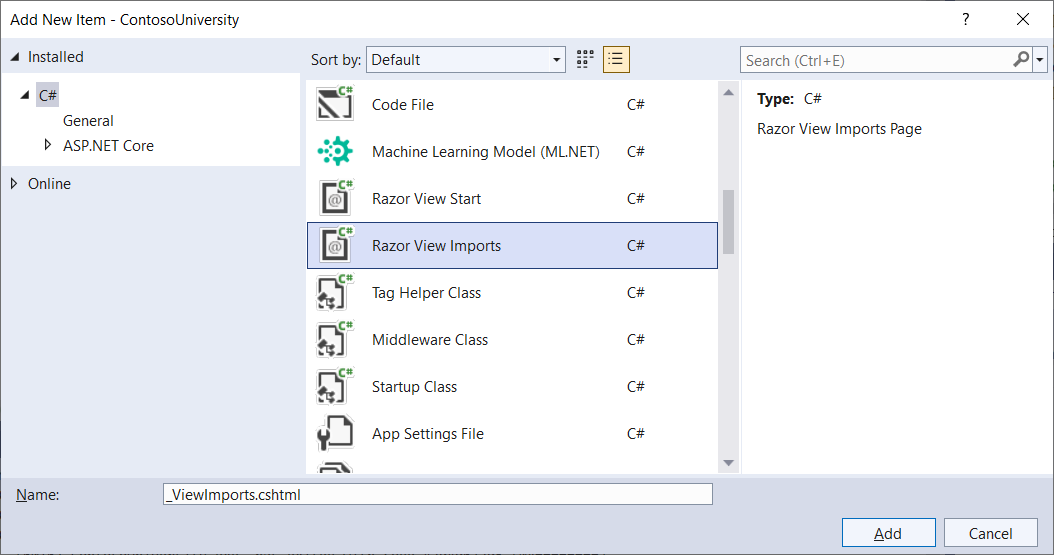 Add New Item - ContosoUniversity ?
Installed
Sort by: Default
Search (Ctrl+E)
C#
General
ASP.NET Core
Online
C#
Code File C#
Machine Learning Model (ML.NET) C#
C#
@
Razor View Start C#
C#
@
Razor View Imports C#
C#
Tag Helper Class C#
C#
Middleware Class C#
C#
Startup Class C#
App Settings File C#
Type: C#
Razor View Imports Page
Name: _ViewImports.cshtml
Add Cancel